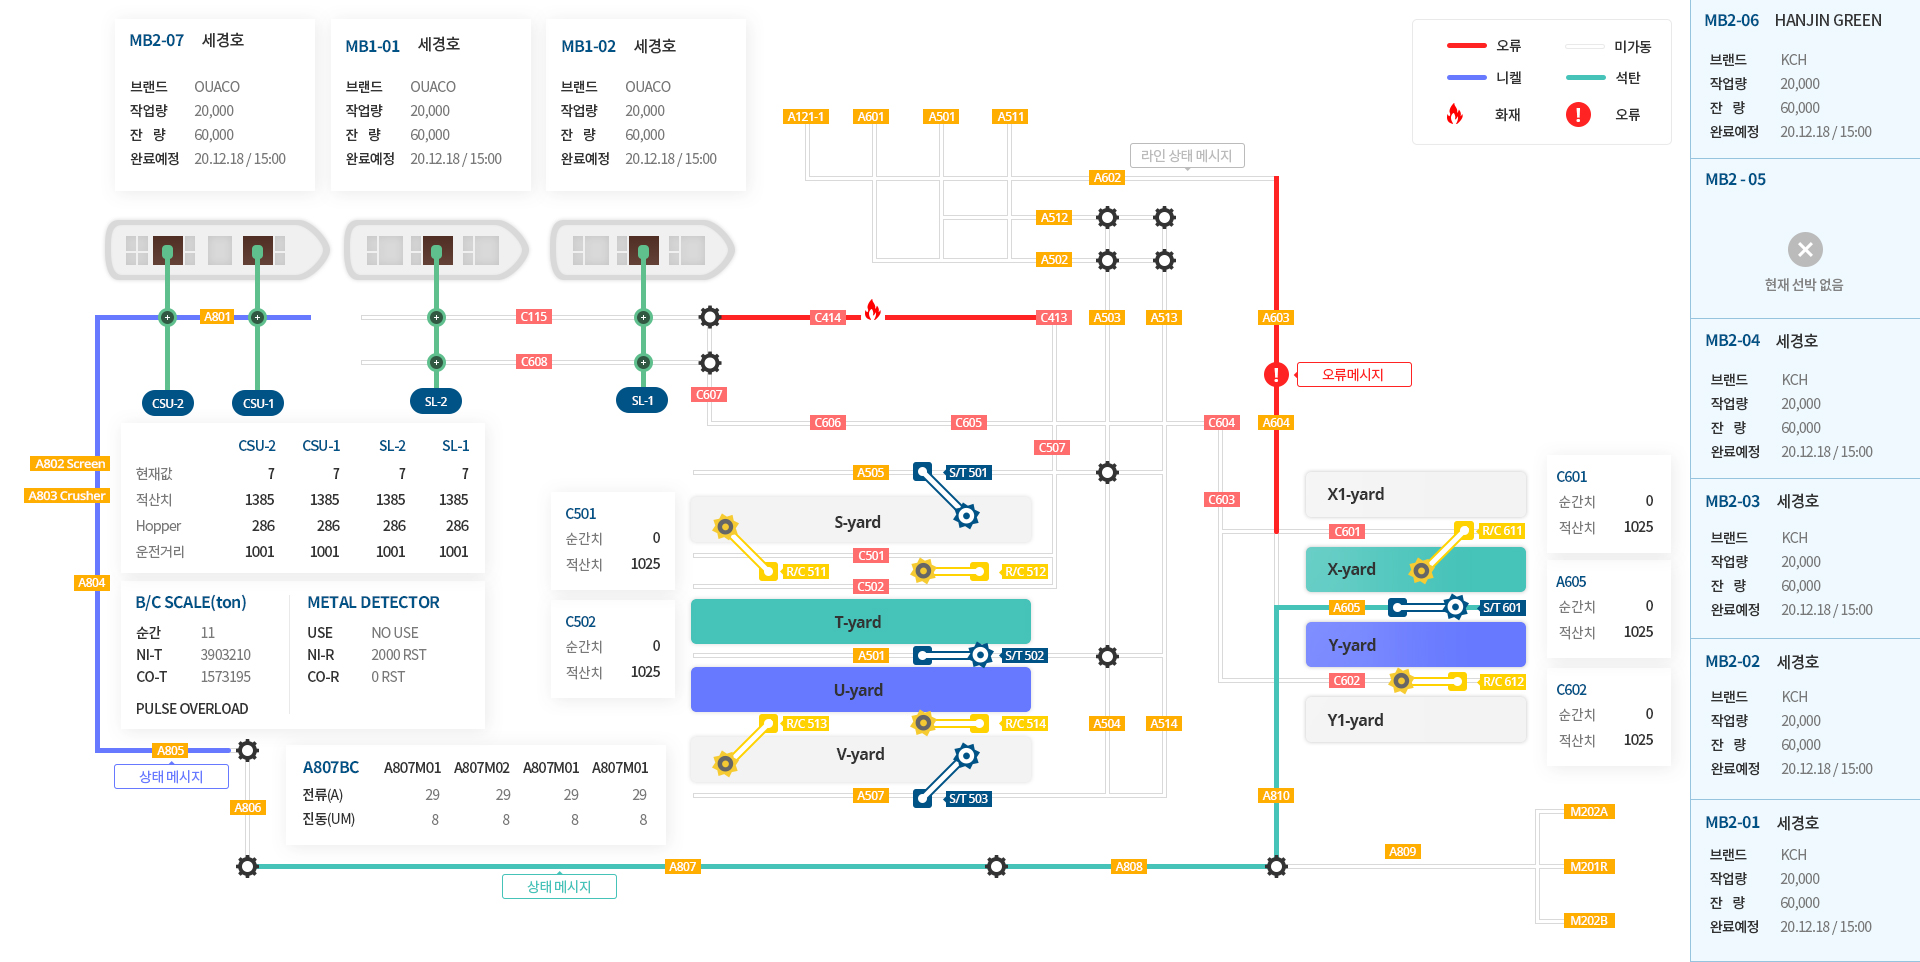 MB2-07 세경호
브랜드 OUACO
작업량 20,000
잔 량 60,000
완료예정 20.12.18 / 15:00
MB1-01 세경호
브랜드 OUACO
작업량 20,000
잔 량 60,000
완료예정 20.12.18 / 15:00
MB1-02 세경호
브랜드 OUACO
작업량 20,000
잔 량 60,000
완료예정 20.12.18 / 15:00
오류 미가동
니켈 석탄
화재 오류
A121-1 A601 A501 A511
라인 상태 메시지
A602
A512
A502
A801 C115 C414 C413 A503 A513 A603
C608
오류메시지
CSU-2 CSU-1 SL-2 SL-1
C607
C606 C605 C604 A604
C507
CSU-2 CSU-1 SL-2 SL-1
현재값 7 7 7 7
적산치 1385 1385 1385 1385
Hopper 286 286 286 286
운전거리 1001 1001 1001 1001
A802 Screen
A803 Crusher
A804
B/C SCALE(ton)
순간 11
NI-T 3903210
CO-T 1573195
PULSE OVERLOAD
METAL DETECTOR
USE NO USE
NI-R 2000 RST
CO-R 0 RST
A805
상태 메시지
A806
A807BC A807M01 A807M02 A807M01 A807M01
전류(A) 29 29 29 29
진동(UM) 8 8 8 8
C501
순간치 0
적산치 1025
C502
순간치 0
적산치 1025
A505 S/T 501
S-yard
C501
R/C 511 R/C 512
C502
T-yard
A501 S/T 502
U-yard
R/C 513 R/C 514
V-yard
A507 S/T 503
A504 A514
C603
X1-yard
C601 R/C 611
X-yard
A605 S/T 601
Y-yard
C602 R/C 612
Y1-yard
C601
순간치 0
적산치 1025
A605
순간치 0
적산치 1025
C602
순간치 0
적산치 1025
A810
A807 A808 A809
상태 메시지
M202A
M201R
M202B
MB2-06 HANJIN GREEN
브랜드 KCH
작업량 20,000
잔 량 60,000
완료예정 20.12.18 / 15:00
MB2 - 05
현재 선박 없음
MB2-04 세경호
브랜드 KCH
작업량 20,000
잔 량 60,000
완료예정 20.12.18 / 15:00
MB2-03 세경호
브랜드 KCH
작업량 20,000
잔 량 60,000
완료예정 20.12.18 / 15:00
MB2-02 세경호
브랜드 KCH
작업량 20,000
잔 량 60,000
완료예정 20.12.18 / 15:00
MB2-01 세경호
브랜드 KCH
작업량 20,000
잔 량 60,000
완료예정 20.12.18 / 15:00